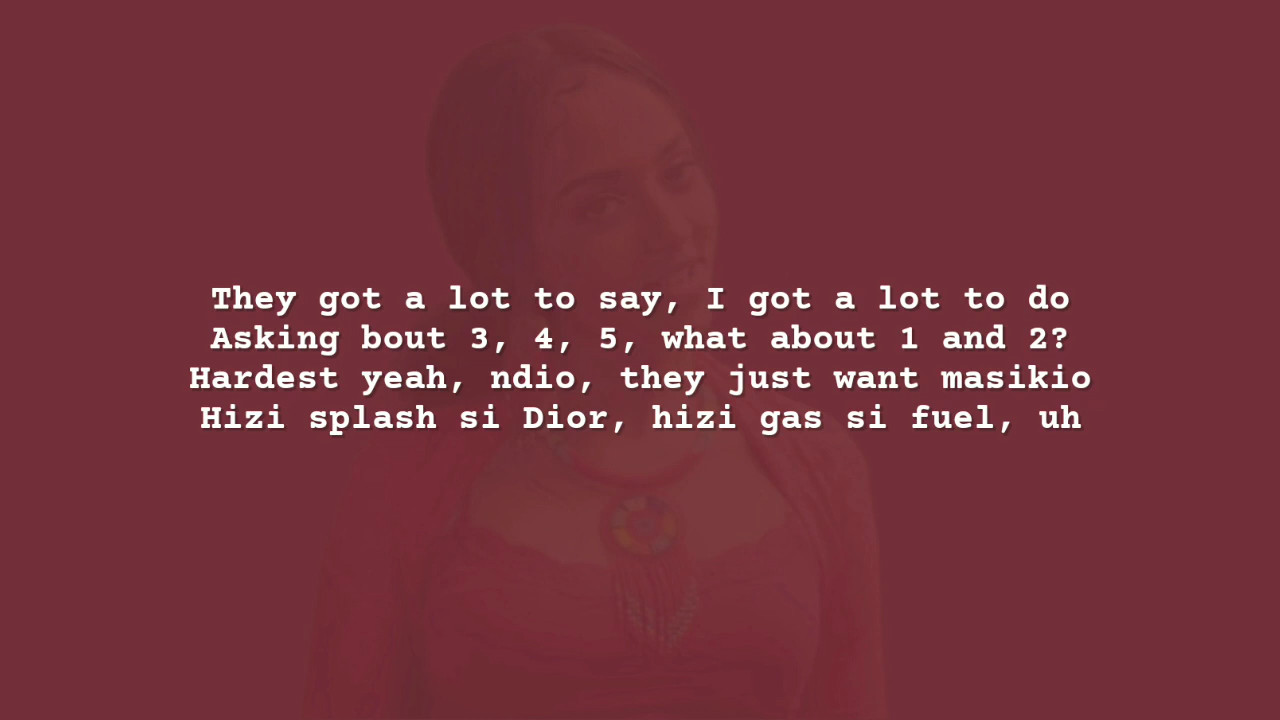 They got a lot to say, I got a lot to do
Asking bout 3, 4, 5, what about 1 and 2?
Hardest yeah, ndio, they just want masikio
Hizi splash si Dior, hizi gas si fuel, uh